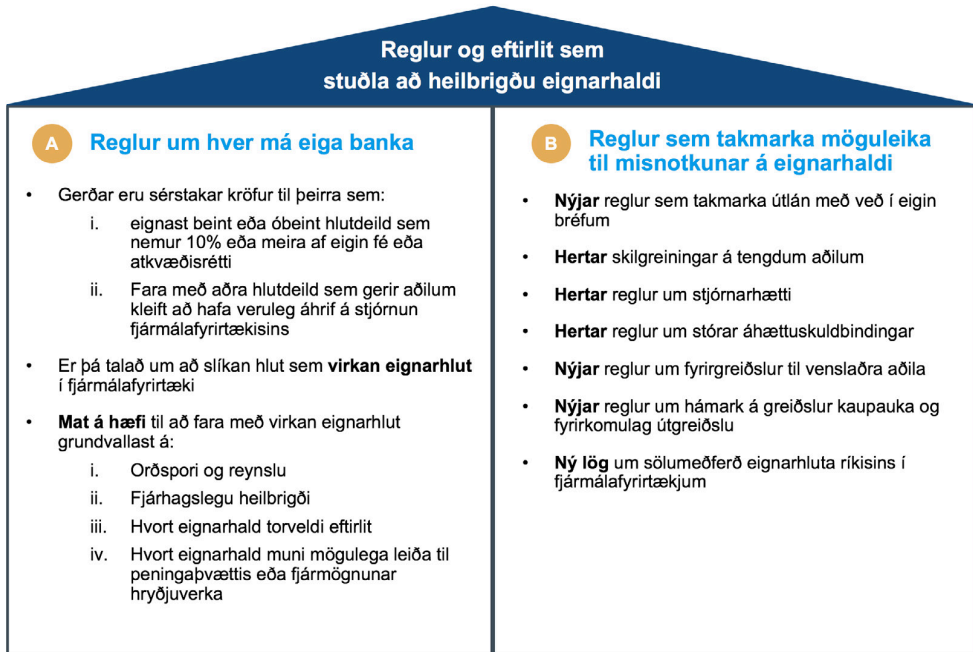 Reglur og eftirlit sem
stuðla að heilbrigðu eignarhaldi
A
Reglur um hver má eiga banka
• Gerðar eru sérstakar kröfur til þeirra sem:
i. eignast beint eða óbeint hlutdeild sem
nemur 10% eða meira af eigin fé eða
atkvæðisrétti
ii. Fara með aðra hlutdeild sem gerir aðilum
kleift að hafa veruleg áhrif á stjórnun
fjármálafyrirtækisins
• Er þá talað um að slíkan hlut sem virkan eignarhlut
í fjármálafyrirtæki
• Mat á hæfi til að fara með virkan eignarhlut
grundvallast á:
i. Orðspori og reynslu
ii. Fjárhagslegu heilbrigði
iii. Hvort eignarhald torveldi eftirlit
iv. Hvort eignarhald muni mögulega leiða til
peningaþvættis eða fjármögnunar
hryðjuverka
B
Reglur sem takmarka möguleika
til misnotkunar á eignarhaldi
• Nýjar reglur sem takmarka útlán með veð í eigin
bréfum
• Hertar skilgreiningar á tengdum aðilum
• Hertar reglur um stjórnarhætti
• Hertar reglur um stórar áhættuskuldbindingar
• Nýjar reglur um fyrirgreiðslur til venslaðra aðila
• Nýjar reglur um hámark á greiðslur kaupauka og
fyrirkomulag útgreiðslu
• Ný lög um sölumeðferð eignarhluta ríkisins í
fjármálafyrirtækjum